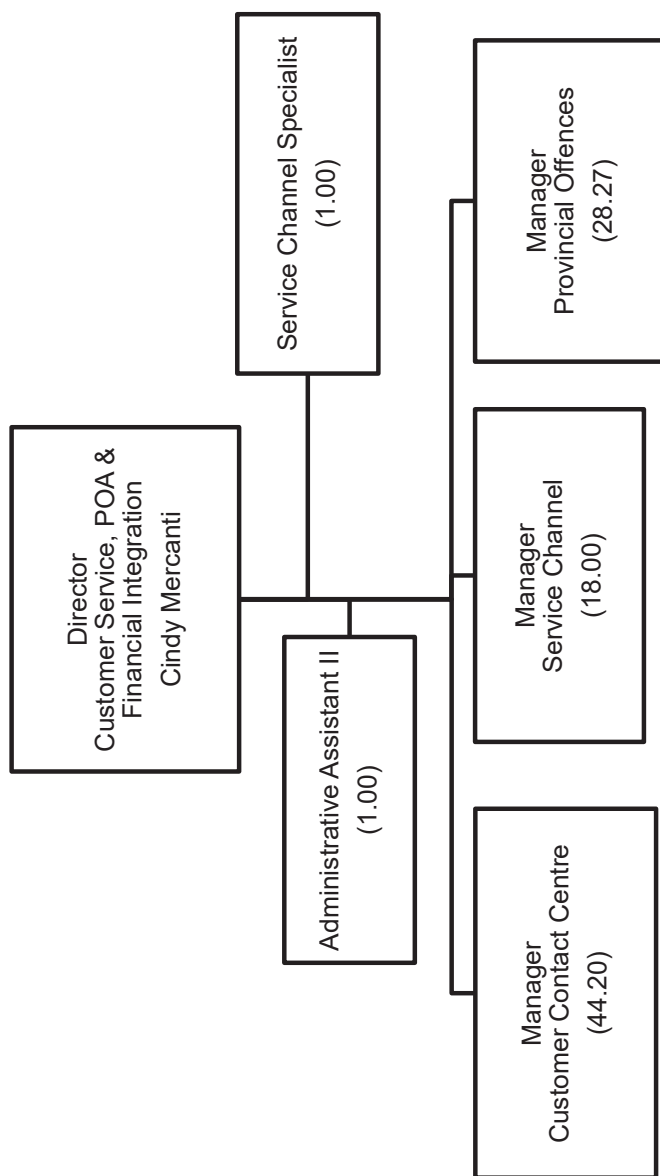 Director
Customer Service, POA &
Financial Integration
Cindy Mercanti
Service Channel Specialist
(1.00)
Administrative Assistant II
(1.00)
Manager
Customer Contact Centre
(44.20)
Manager
Service Channel
(18.00)
Manager
Provincial Offences
(28.27)